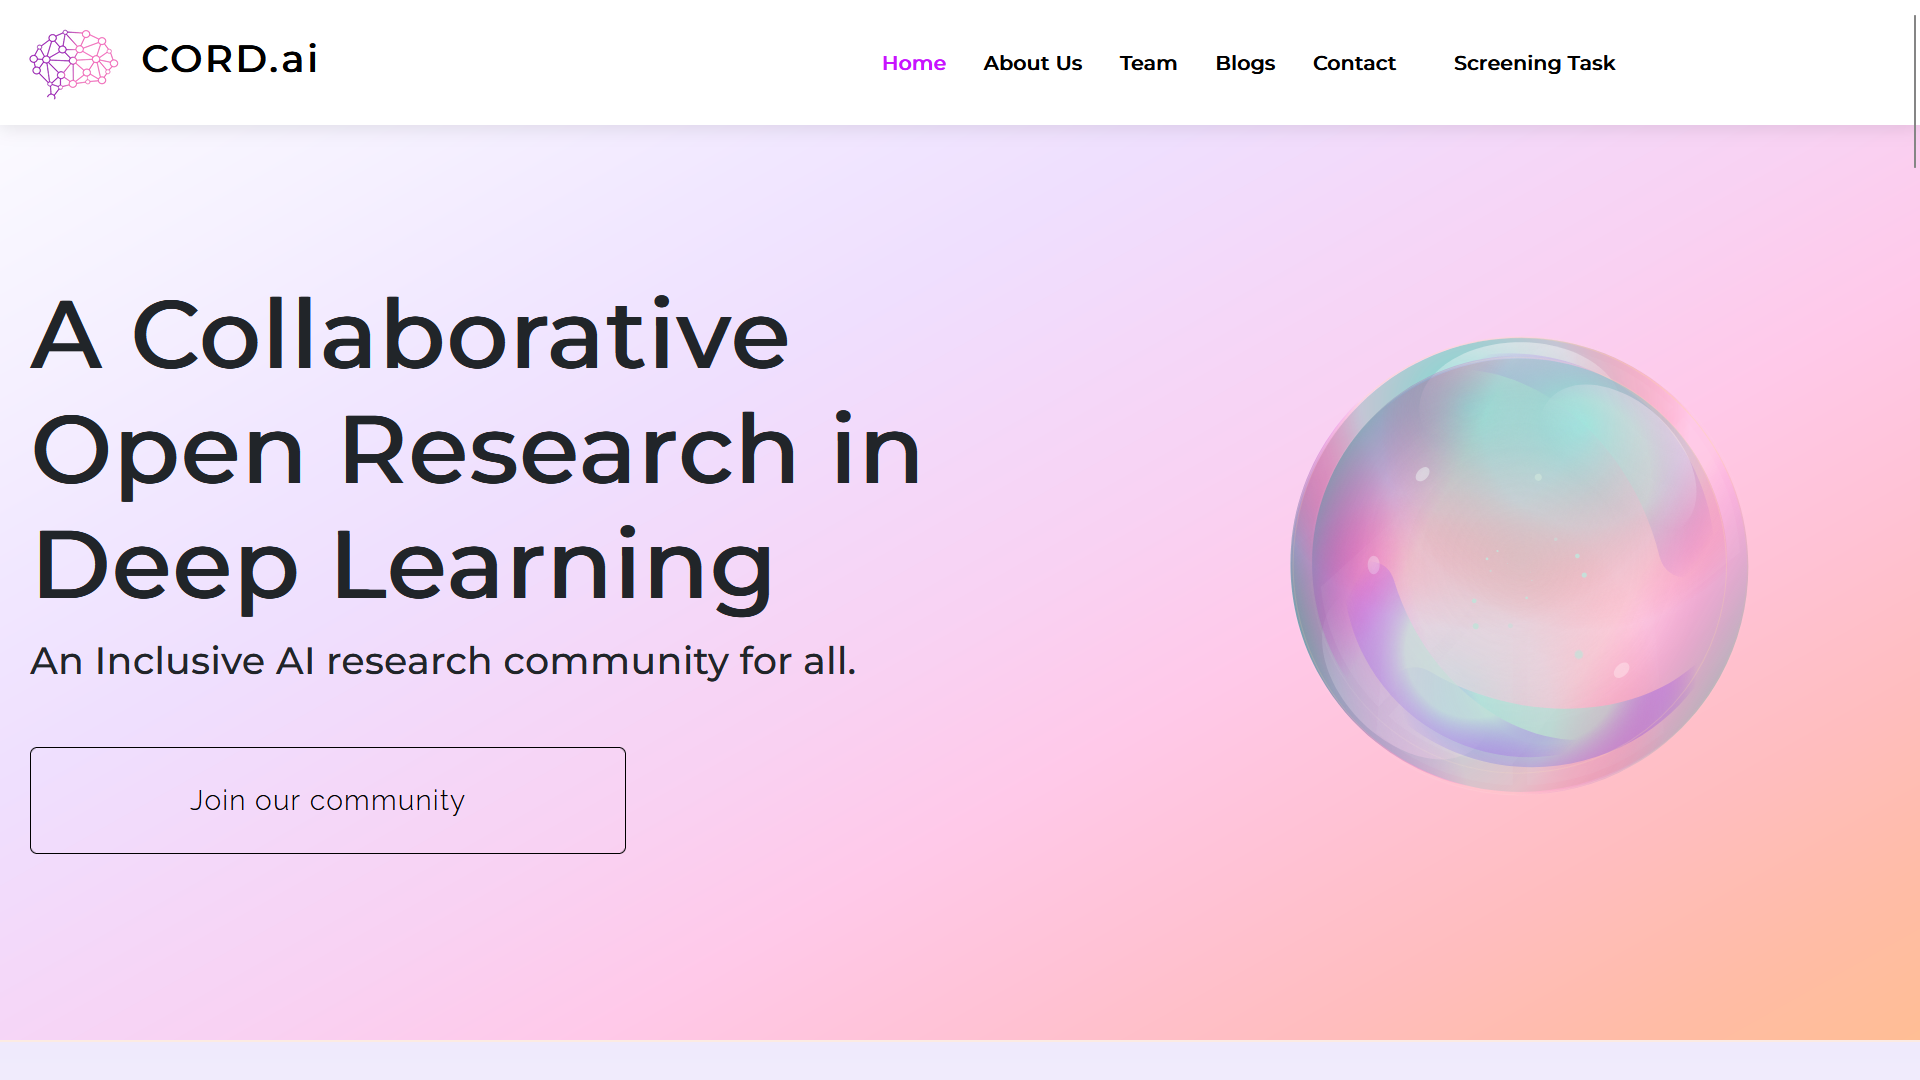 CORD.ai
Home About Us Team Blogs Contact Screening Task
A Collaborative
Open Research in
Deep Learning
An Inclusive AI research community for all.
Join our community